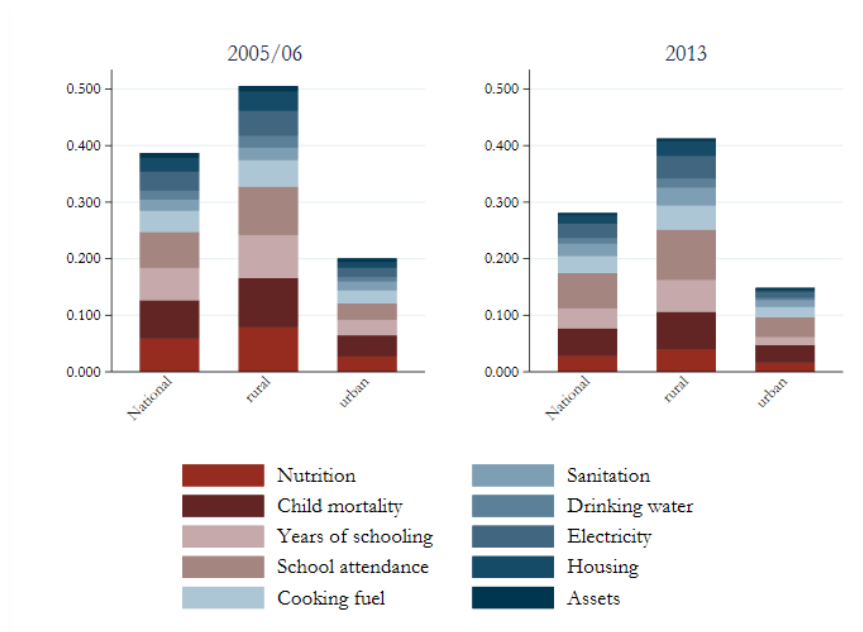 2005/06
0.500
0.400
0.300
0.200
0.100
0.000
National
rural
urban
2013
0.500
0.400
0.300
0.200
0.100
0.000
National
rural
urban
Nutrition
Child mortality
Years of schooling
School attendance
Cooking fuel
Sanitation
Drinking water
Electricity
Housing
Assets